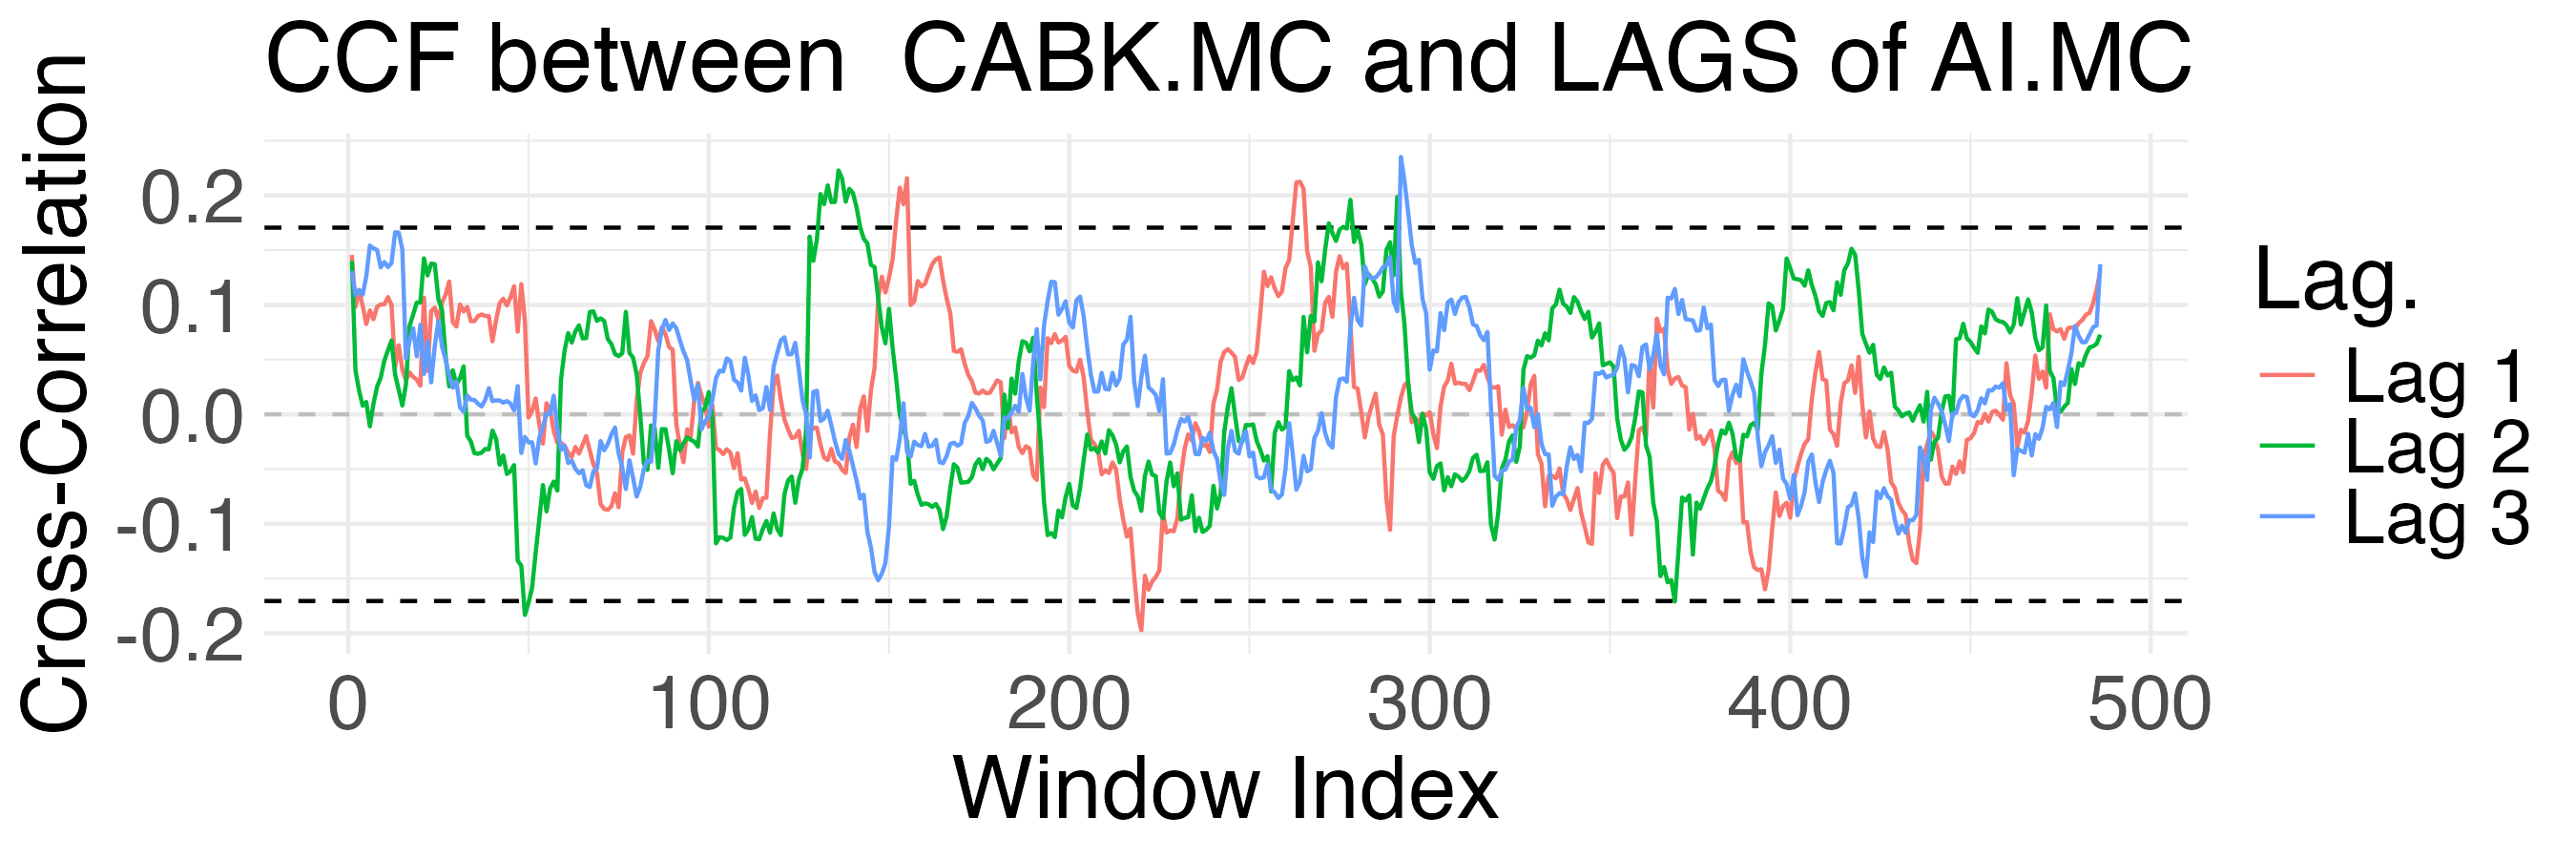 CCF between  CABK.MC and LAGS of AI.MC
Cross-Correlation
0.2
0.1
0.0
-0.1
-0.2
0 100 200 300 400 500
Window Index
Lag.
Lag 1
Lag 2
Lag 3